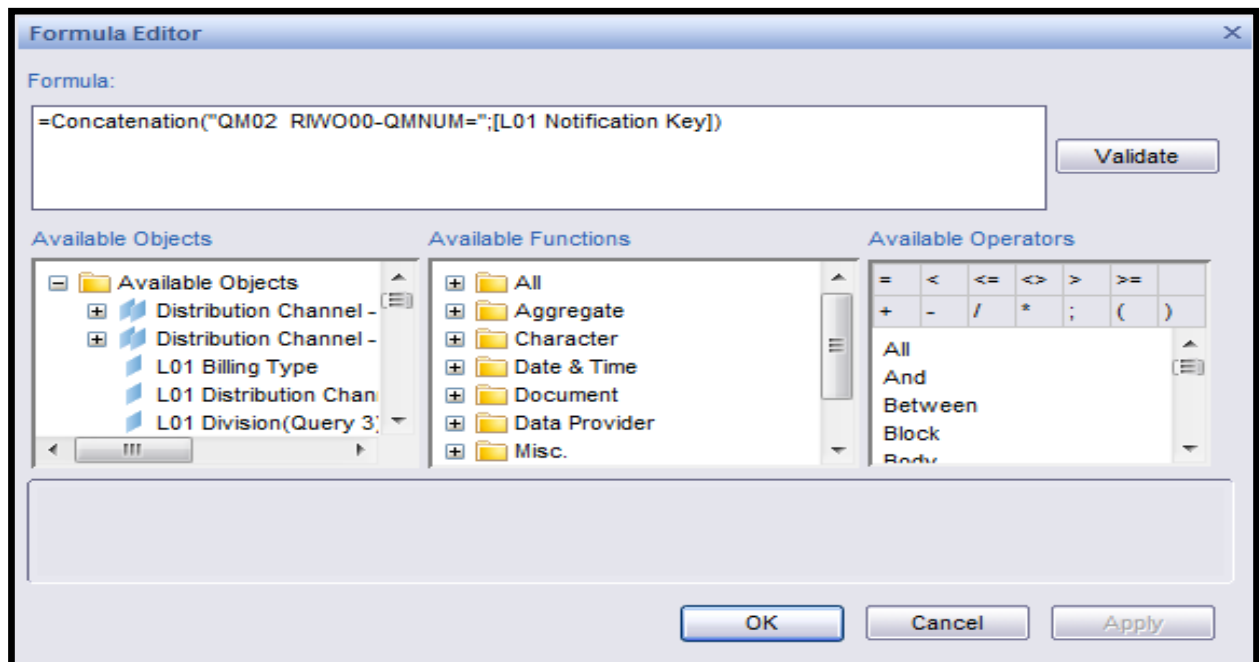 Formula Editor
Formula:
=Concatenation("QM02  RIWO00-QMNUM=";[L01 Notification Key])
Validate
Available Objects
Available Objects
Distribution Channel -
Distribution Channel -
L01 Billing Type
L01 Distribution Chan
L01 Division(Query 3)
Available Functions
All
Aggregate
Character
Date & Time
Document
Data Provider
Misc.
Available Operators
= < <= <> > >=
+ - / * ; ( )
All
And
Between
Block
Body
OK Cancel Apply